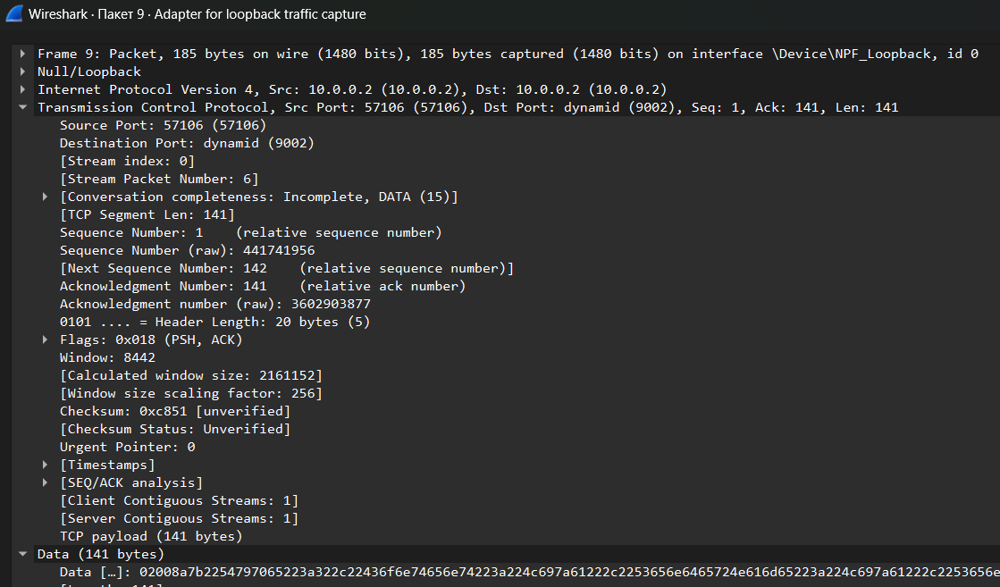 Wireshark · Пакет 9 · Adapter for loopback traffic capture
Frame 9: Packet, 185 bytes on wire (1480 bits), 185 bytes captured (1480 bits) on interface \Device\NPF_Loopback, id 0
Null/Loopback
Internet Protocol Version 4, Src: 10.0.0.2 (10.0.0.2), Dst: 10.0.0.2 (10.0.0.2)
Transmission Control Protocol, Src Port: 57106 (57106), Dst Port: dynamid (9002), Seq: 1, Ack: 141, Len: 141
Source Port: 57106 (57106)
Destination Port: dynamid (9002)
[Stream index: 0]
[Stream Packet Number: 6]
[Conversation completeness: Incomplete, DATA (15)]
[TCP Segment Len: 141]
Sequence Number: 1    (relative sequence number)
Sequence Number (raw): 441741956
[Next Sequence Number: 142    (relative sequence number)]
Acknowledgment Number: 141    (relative ack number)
Acknowledgment number (raw): 3602903877
0101 .... = Header Length: 20 bytes (5)
Flags: 0x018 (PSH, ACK)
Window: 8442
[Calculated window size: 2161152]
[Window size scaling factor: 256]
Checksum: 0xc851 [unverified]
[Checksum Status: Unverified]
Urgent Pointer: 0
[Timestamps]
[SEQ/ACK analysis]
[Client Contiguous Streams: 1]
[Server Contiguous Streams: 1]
TCP payload (141 bytes)
Data (141 bytes)
Data […]: 02008a7b2254797065223a322c22436f6e74656e74223a224c697a61222c2253656e6465724e616d65223a224c697a61222c2253656e
[Length: 141]